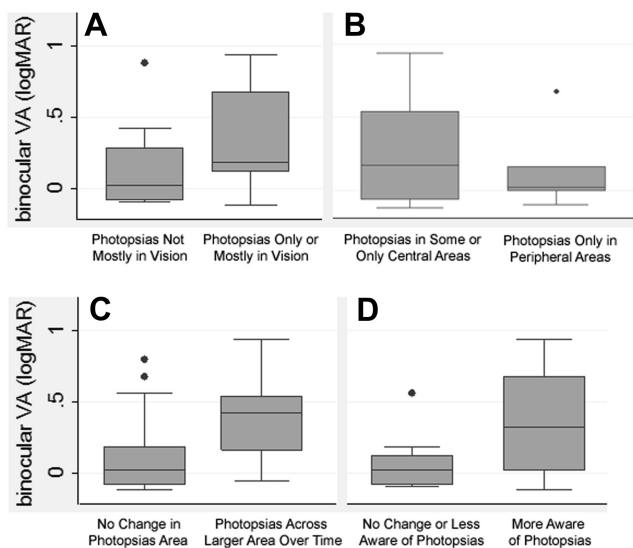 A
B
binocular VA (logMAR)
1
.5
0
Photopsias Not
Mostly in Vision
Photopsias Only or
Mostly in Vision
Photopsias in Some or
Only Central Areas
Photopsias Only in
Peripheral Areas
C
D
binocular VA (logMAR)
1
.5
0
No Change in
Photopsias Area
Photopsias Across
Larger Area Over Time
No Change or Less
Aware of Photopsias
More Aware
of Photopsias